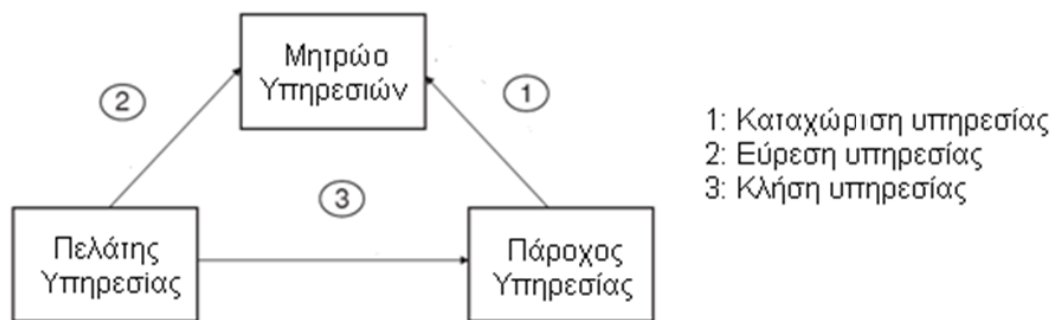 Μητρώο
Υπηρεσιών
2
1
1: Καταχώριση υπηρεσίας
2: Εύρεση υπηρεσίας
3: Κλήση υπηρεσίας
3
Πελάτης
Υπηρεσίας
Πάροχος
Υπηρεσίας